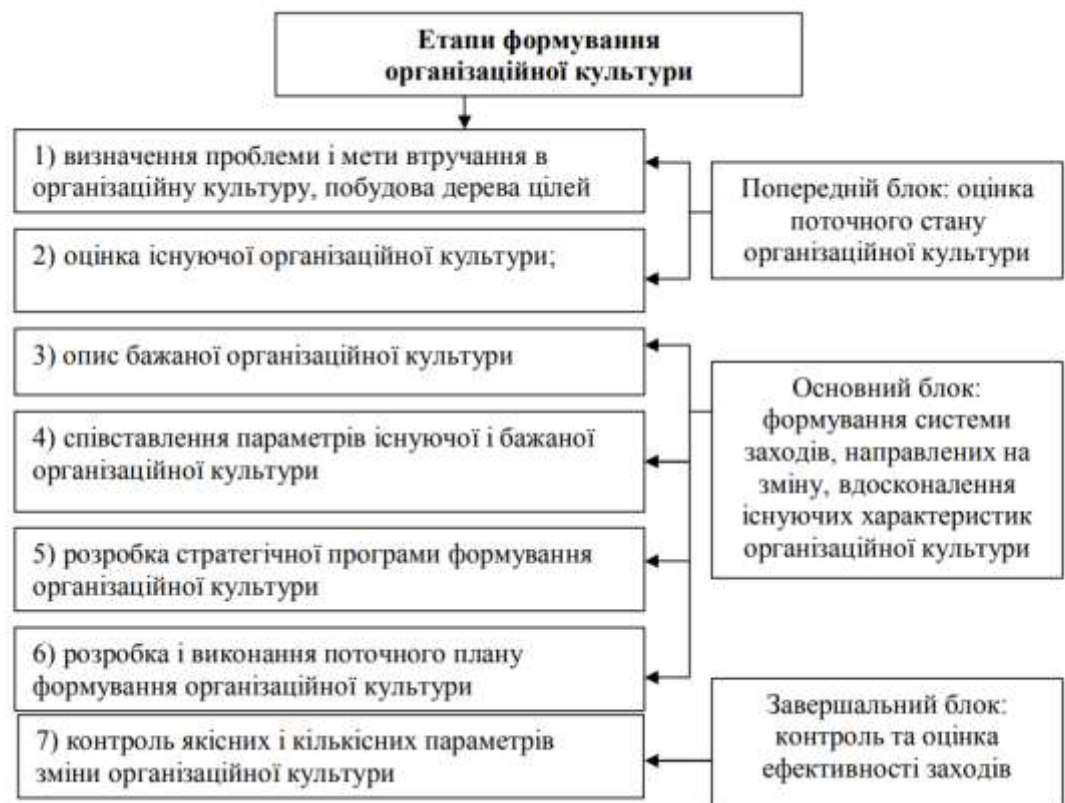 Етапи формування
організаційної культури
1) визначення проблеми і мети втручання в
організаційну культуру, побудова дерева цілей
2) оцінка існуючої організаційної культури;
3) опис бажаної організаційної культури
4) співставлення параметрів існуючої і бажаної
організаційної культури
5) розробка стратегічної програми формування
організаційної культури
6) розробка і виконання поточного плану
формування організаційної культури
7) контроль якісних і кількісних параметрів
зміни організаційної культури
Попередній блок: оцінка
поточного стану
організаційної культури
Основний блок:
формування системи
заходів, направлених на
зміну, вдосконалення
існуючих характеристик
організаційної культури
Завершальний блок:
контроль та оцінка
ефективності заходів